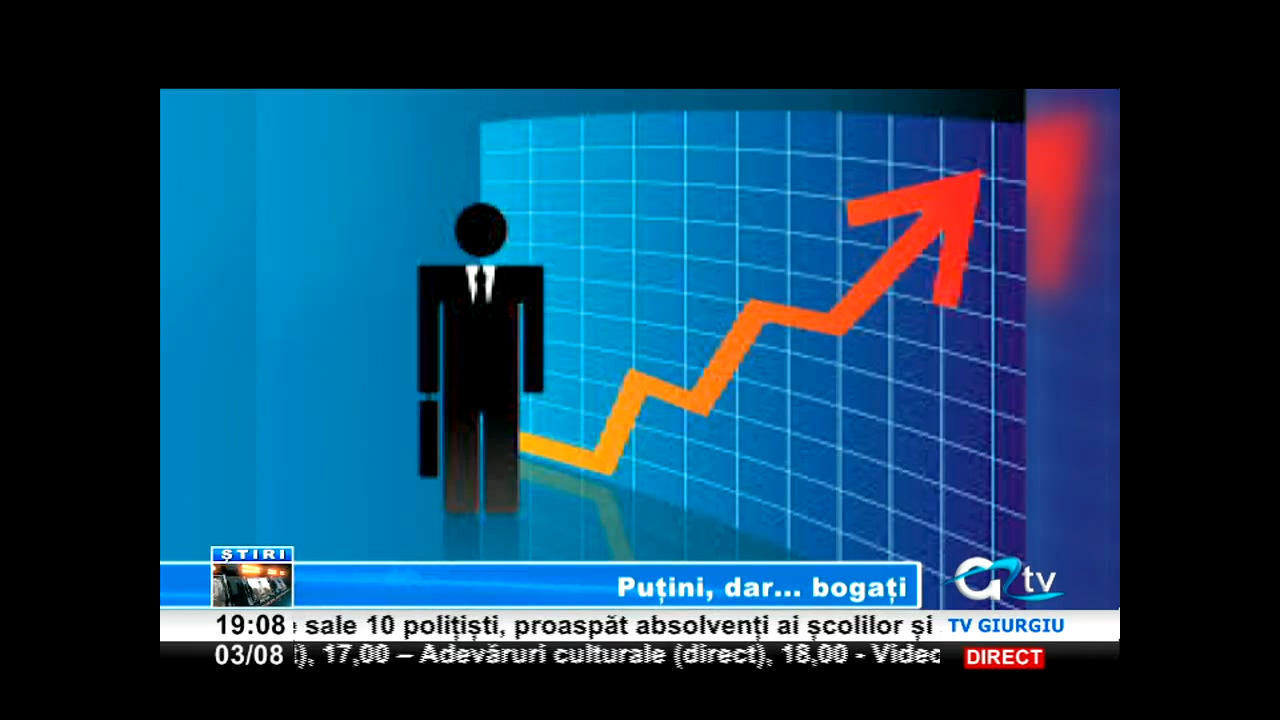 ȘTIRI
Puțini, dar... bogați
G tv
19:08 sale 10 polițiști, proaspăt absolvenți ai școlilor și
TV GIURGIU
03/08 17,00 – Adevăruri culturale (direct), 18,00 - Video
DIRECT